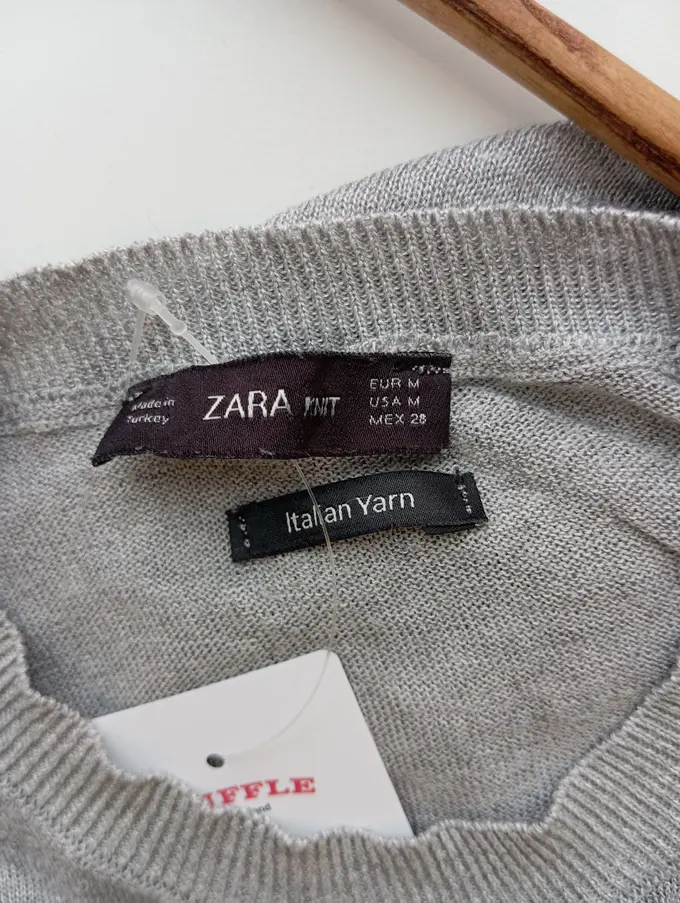 Made in
Turkey
ZARA KNIT
EUR M
USA M
MEX 28
Italian Yarn